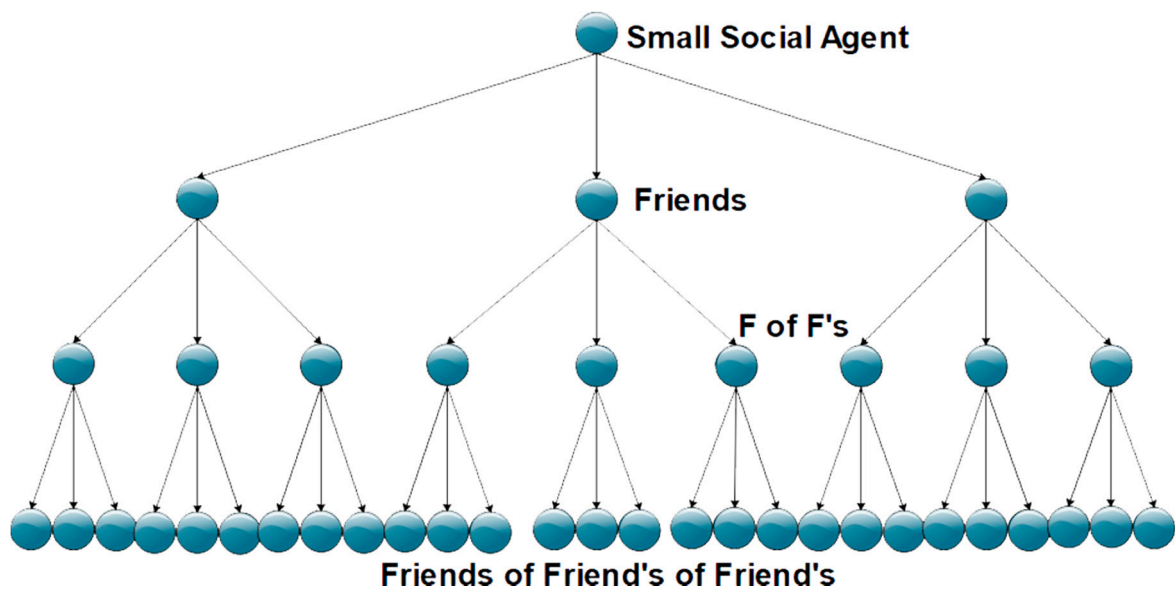 Small Social Agent
Friends
F of F's
Friends of Friend's of Friend's